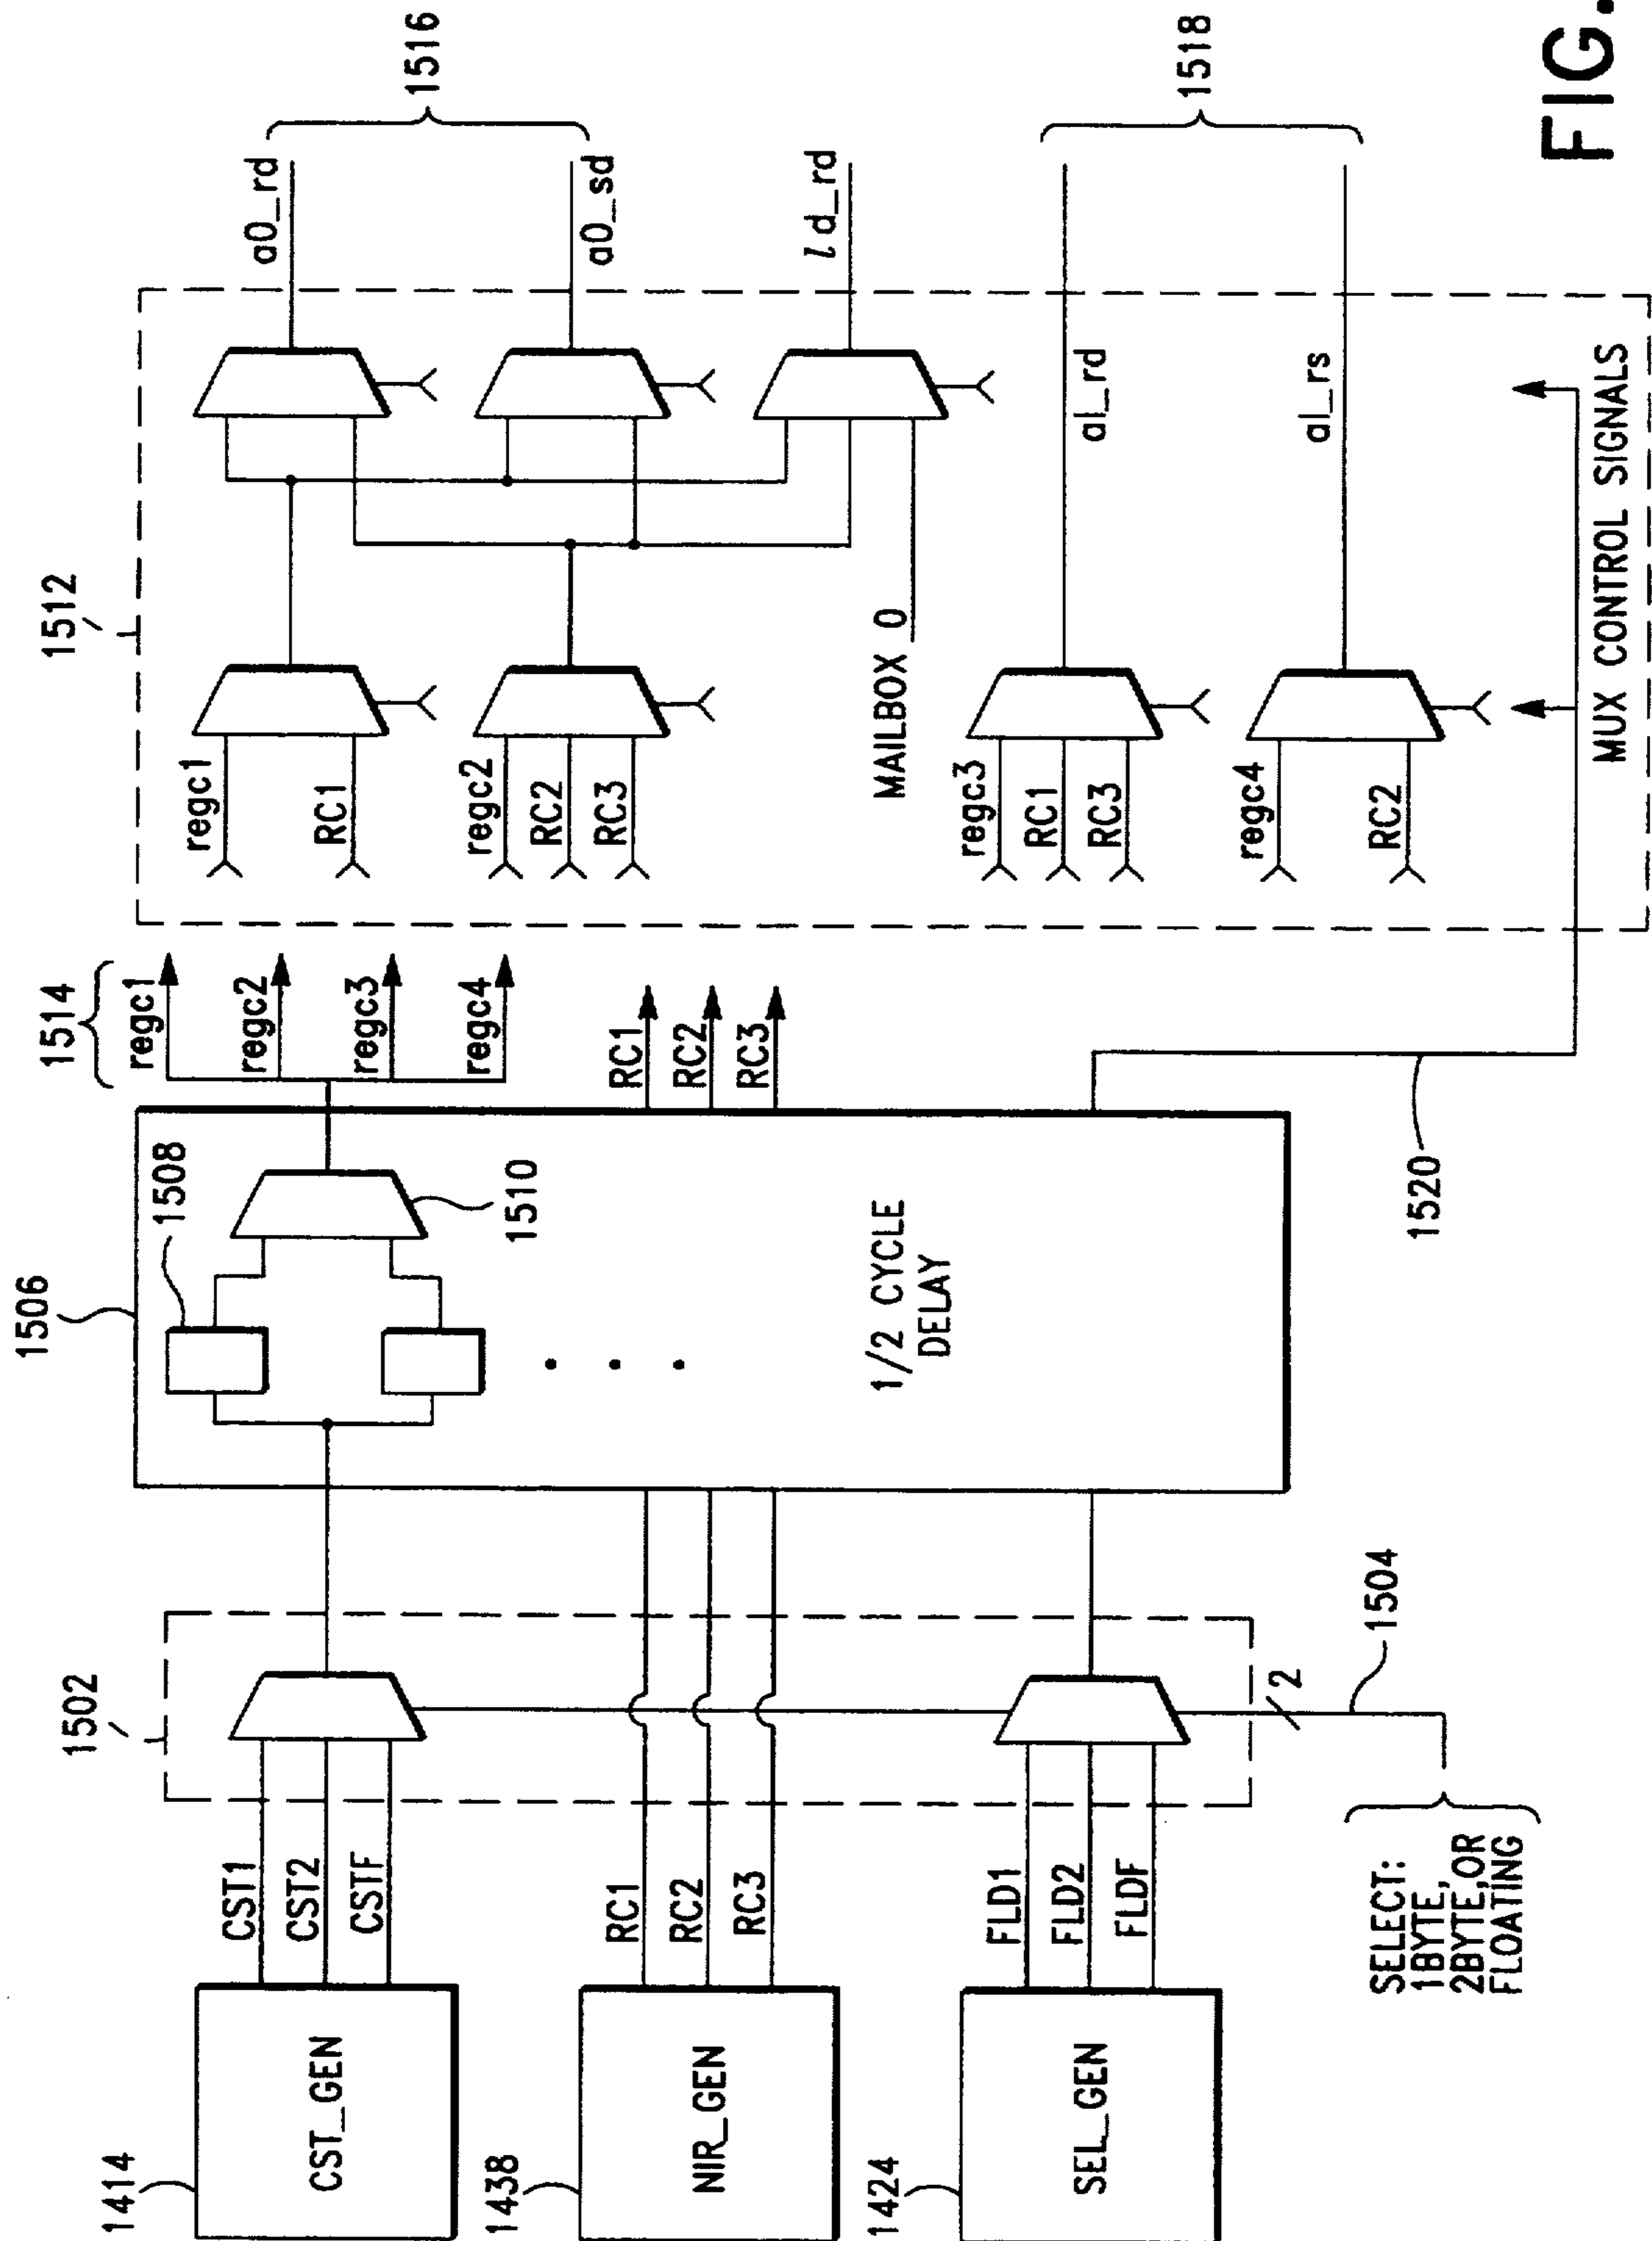 1414
CST_GEN
1438
NIR_GEN
1424
SEL_GEN
CST1
CST2
CSTF
RC1
RC2
RC3
FLD1
FLD2
FLDF
SELECT:
1BYTE,
2BYTE,OR
FLOATING
1502
2
1504
1506
1508
1510
1/2 CYCLE
DELAY
1514
regc1
regc2
regc3
regc4
RC1
RC2
RC3
1520
1512
regc1
RC1
regc2
RC2
RC3
MAILBOX 0
regc3
RC1
RC3
regc4
RC2
MUX CONTROL SIGNALS
a0_rd
a0_sd
ld_rd
al_rd
al_rs
1516
1518
FIG.